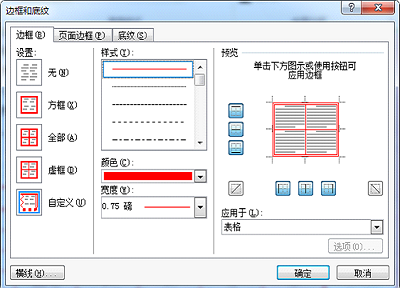 边框和底纹
边框(B) 页面边框(P) 底纹(S)
设置:
无(N)
方框(X)
全部(A)
虚框(D)
自定义(U)
样式(Y):
颜色(C):
宽度(W):
0.75 磅
预览
单击下方图示或使用按钮可
应用边框
应用于(L):
表格
选项(O)...
横线(H)...
确定
取消